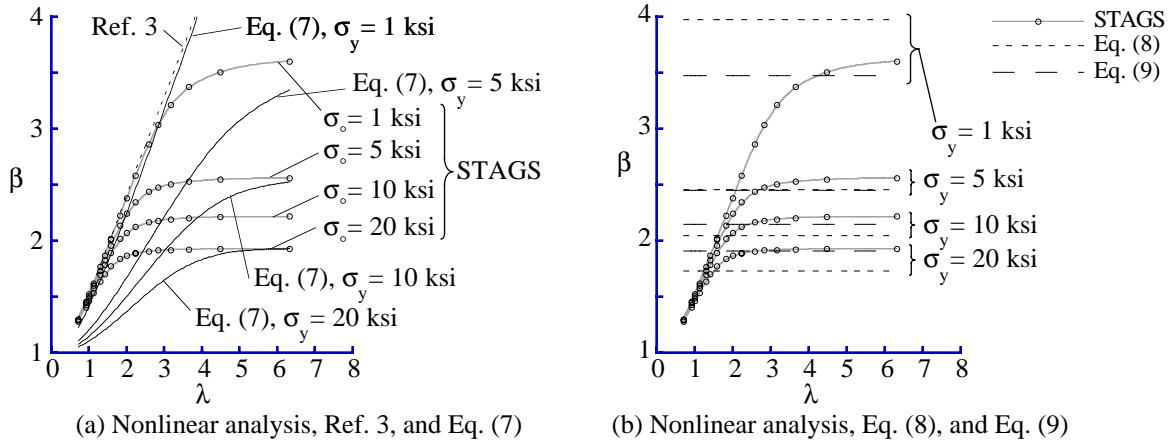 4
3
2
1
β
0 1 2 3 4 5 6 7 8
λ
Ref. 3
Eq. (7), σy = 1 ksi
Eq. (7), σy = 5 ksi
σo = 1 ksi
σo = 5 ksi
σo = 10 ksi
σo = 20 ksi
STAGS
Eq. (7), σy = 10 ksi
Eq. (7), σy = 20 ksi
(a) Nonlinear analysis, Ref. 3, and Eq. (7)
4
3
2
1
β
0 1 2 3 4 5 6 7 8
λ
STAGS
Eq. (8)
Eq. (9)
σy = 1 ksi
σy = 5 ksi
σy = 10 ksi
σy = 20 ksi
(b) Nonlinear analysis, Eq. (8), and Eq. (9)